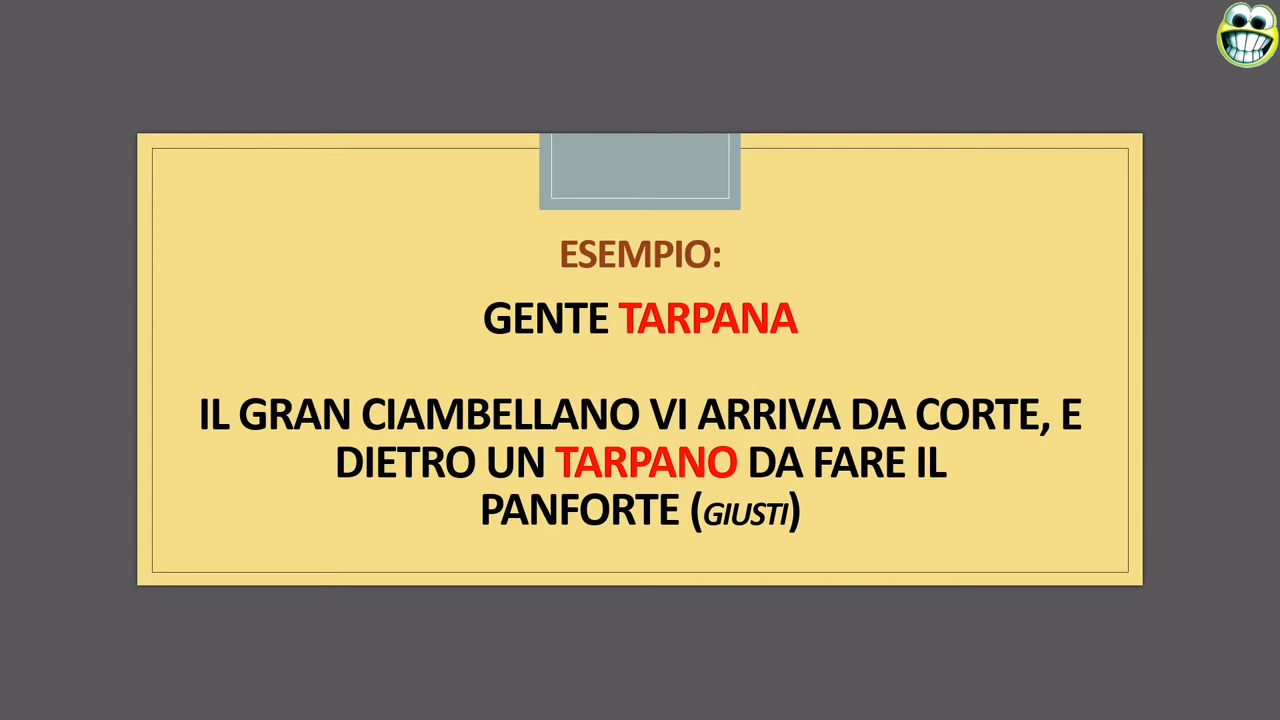 ESEMPIO:
GENTE TARPANA
IL GRAN CIAMBELLANO VI ARRIVA DA CORTE, E
DIETRO UN TARPANO DA FARE IL
PANFORTE (GIUSTI)